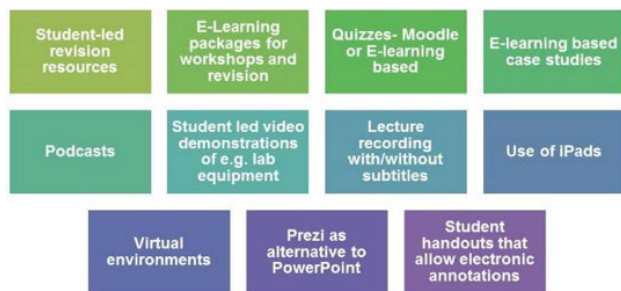 Student-led
revision
resources
E-Learning
packages for
workshops and
revision
Quizzes- Moodle
or E-learning
based
E-learning based
case studies
Podcasts
Student led video
demonstrations
of e.g. lab
equipment
Lecture
recording
with/without
subtitles
Use of iPads
Virtual
environments
Prezi as
alternative to
PowerPoint
Student
handouts that
allow electronic
annotations